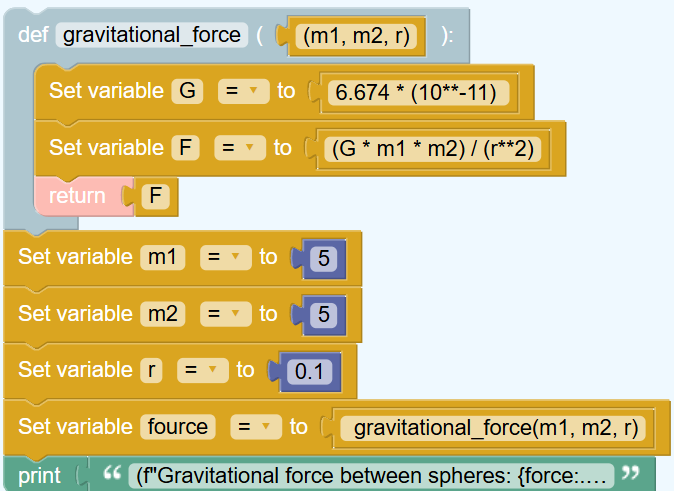 def gravitational_force ( (m1, m2, r) ):
Set variable G = to 6.674 * (10**-11)
Set variable F = to (G * m1 * m2) / (r**2)
return F
Set variable m1 = to 5
Set variable m2 = to 5
Set variable r = to 0.1
Set variable fource = to gravitational_force(m1, m2, r)
print “ (f"Gravitational force between spheres: {force:.… ”